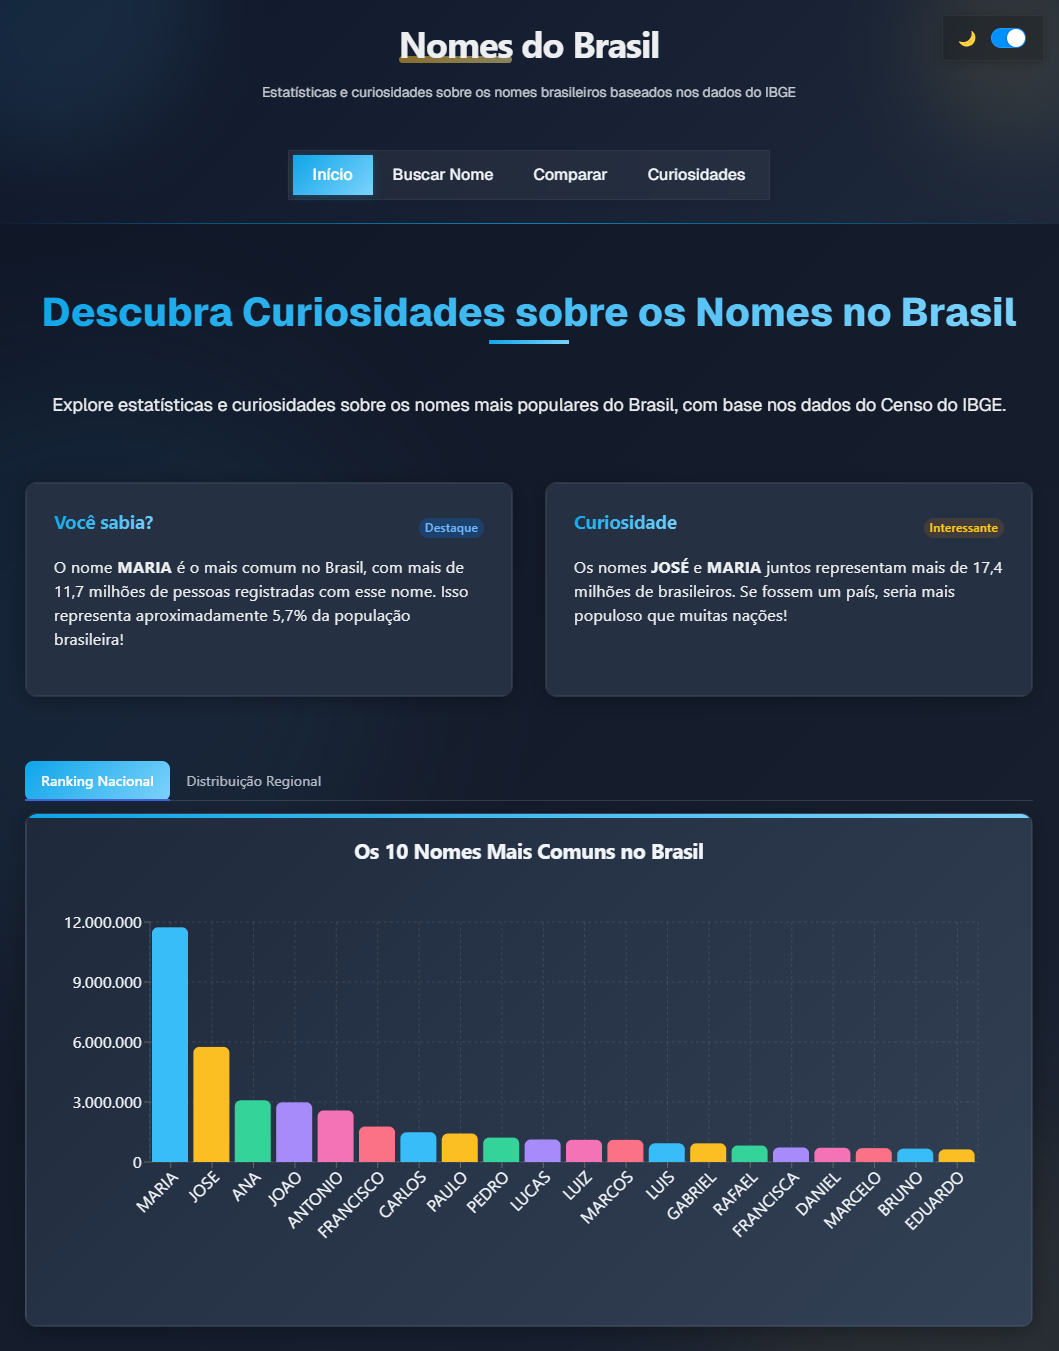 Nomes do Brasil
🌙
Estatísticas e curiosidades sobre os nomes brasileiros baseados nos dados do IBGE
Início Buscar Nome Comparar Curiosidades
Descubra Curiosidades sobre os Nomes no Brasil
Explore estatísticas e curiosidades sobre os nomes mais populares do Brasil, com base nos dados do Censo do IBGE.
Você sabia?
Destaque
O nome MARIA é o mais comum no Brasil, com mais de
11,7 milhões de pessoas registradas com esse nome. Isso
representa aproximadamente 5,7% da população
brasileira!
Curiosidade
Interessante
Os nomes JOSÉ e MARIA juntos representam mais de 17,4
milhões de brasileiros. Se fossem um país, seria mais
populoso que muitas nações!
Ranking Nacional Distribuição Regional
Os 10 Nomes Mais Comuns no Brasil
12.000.000
9.000.000
6.000.000
3.000.000
0
MARIA
JOSE
ANA
JOAO
ANTONIO
FRANCISCO
CARLOS
PAULO
PEDRO
LUCAS
LUIZ
MARCOS
LUIS
GABRIEL
RAFAEL
FRANCISCA
DANIEL
MARCELO
BRUNO
EDUARDO